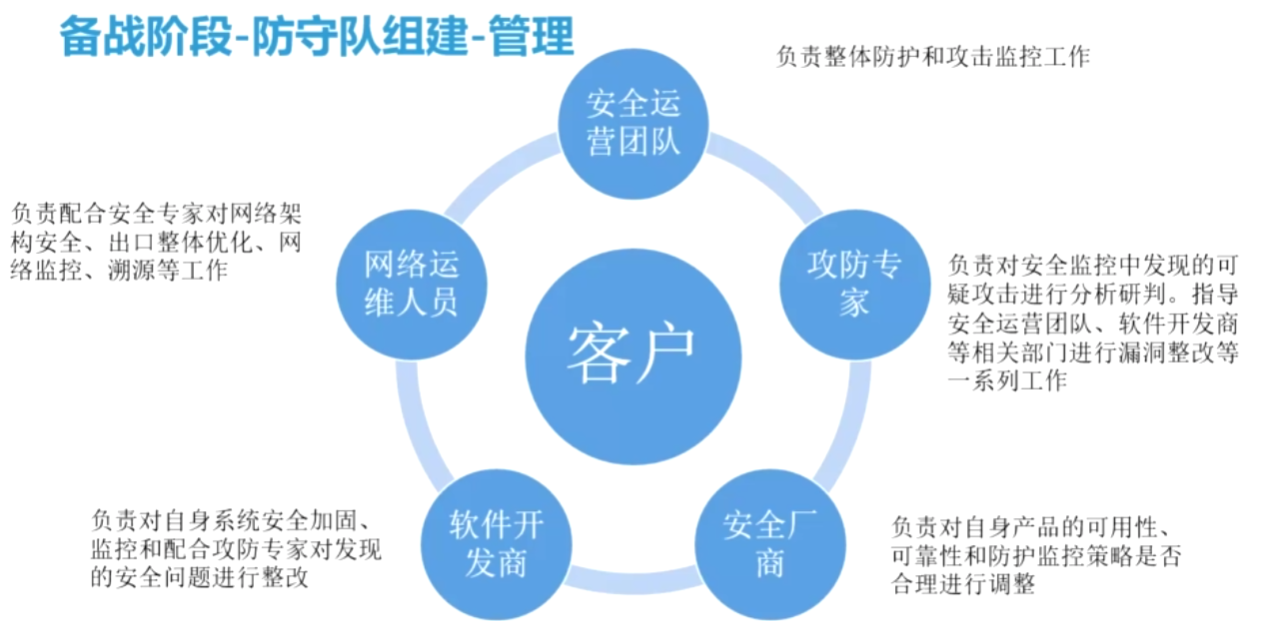 备战阶段-防守队组建-管理
负责整体防护和攻击监控工作
安全运
营团队
负责配合安全专家对网络架
构安全、出口整体优化、网
络监控、溯源等工作
网络运
维人员
攻防专
家
负责对安全监控中发现的可
疑攻击进行分析研判。指导
安全运营团队、软件开发商
等相关部门进行漏洞整改等
一系列工作
客户
负责对自身系统安全加固、
监控和配合攻防专家对发现
的安全问题进行整改
软件开
发商
安全厂
商
负责对自身产品的可用性、
可靠性和防护监控策略是否
合理进行调整